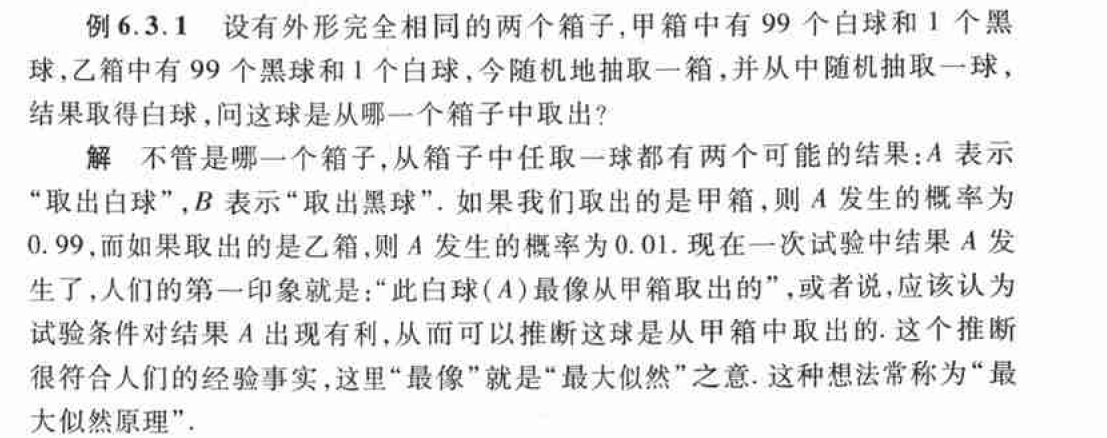 例 6.3.1 设有外形完全相同的两个箱子,甲箱中有 99 个白球和 1 个黑
球,乙箱中有 99 个黑球和 1 个白球,今随机地抽取一箱,并从中随机抽取一球,
结果取得白球,问这球是从哪一个箱子中取出?
解 不管是哪一个箱子,从箱子中任取一球都有两个可能的结果:A 表示
“取出白球”,B 表示“取出黑球”. 如果我们取出的是甲箱,则 A 发生的概率为
0.99,而如果取出的是乙箱,则 A 发生的概率为0.01. 现在一次试验中结果 A 发
生了,人们的第一印象就是:“此白球(A)最像从甲箱取出的”,或者说,应该认为
试验条件对结果 A 出现有利,从而可以推断这球是从甲箱中取出的. 这个推断
很符合人们的经验事实,这里“最像”就是“最大似然”之意. 这种想法常称为“最
大似然原理”.